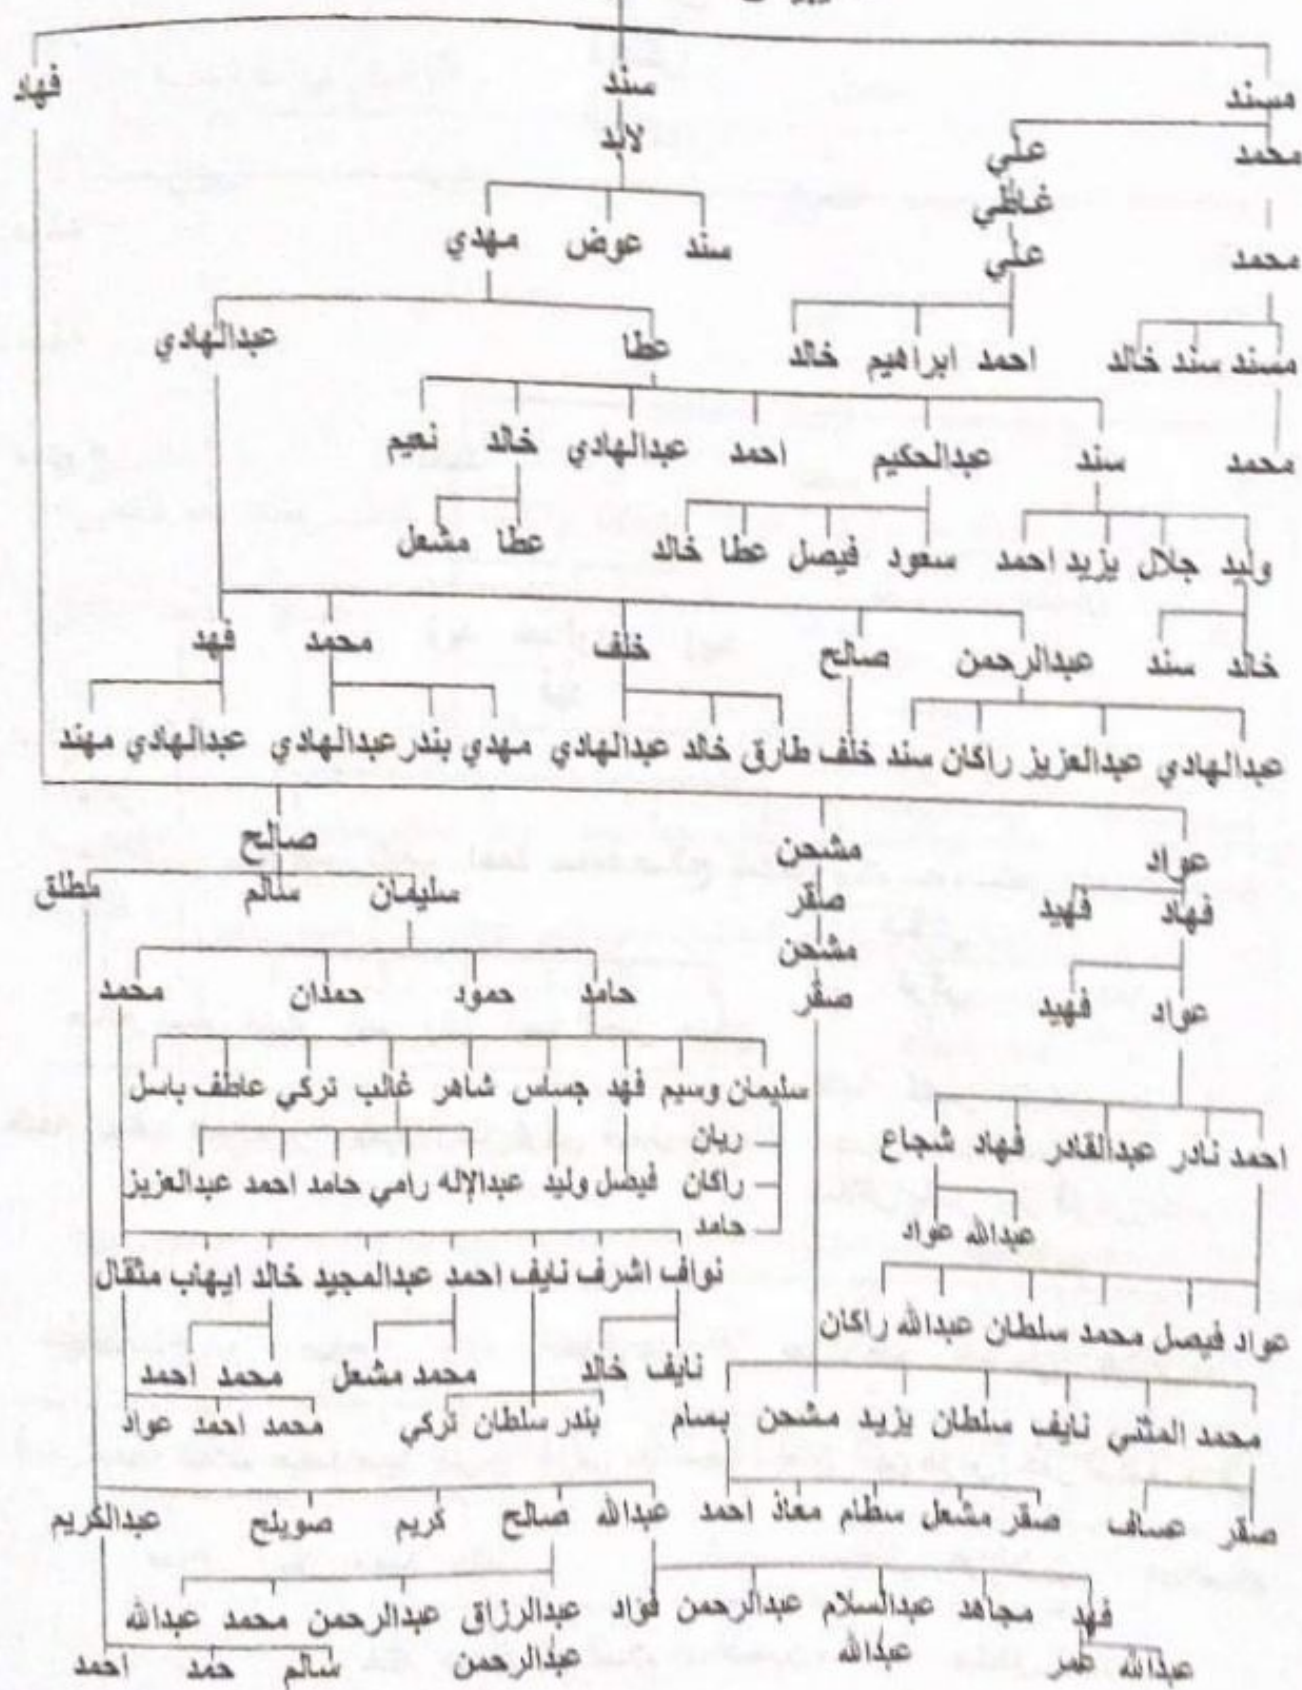 مسند سند فهاد
محمد علي لابد
غاطي
محمد علي سند عوض مهدي
مسند سند خالد احمد ابراهيم خالد عطا عبدالهادي
محمد سند عبدالحكيم احمد عبدالهادي خالد نعيم
وليد جلال يزيد احمد سعود فيصل عطا خالد عطا مشعل
خالد سند عبدالرحمن صالح خلف محمد فهد
عبدالهادي عبدالعزيز راكان سند خلف طارق خالد عبدالهادي مهدي بندر عبدالهادي عبدالهادي مهند
عواد مشحن صالح
فهاد فهيد صقر سليمان سالم مطلق
مشحن
عواد فهيد صقر حامد حمود حمدان محمد
سليمان وسيم فهد جساس شاهر غالب تركي عاطف باسل
احمد نادر عبدالقادر فهاد شجاع ريان
راكان فيصل وليد عبدالإله رامي حامد احمد عبدالعزيز
عبدالله عواد حامد
نواف اشرف نايف احمد عبدالمجيد خالد ايهاب مثقال
عواد فيصل محمد سلطان عبدالله راكان
نايف خالد محمد مشعل محمد احمد
محمد المثني نايف سلطان يزيد مشحن بسام بندر سلطان تركي محمد احمد عواد
صقر عساف صقر مشعل سطام معاذ احمد عبدالله صالح كريم صويلح عبدالكريم
فهد مجاهد عبدالسلام عبدالرحمن فؤاد عبدالرزاق عبدالرحمن محمد عبدالله
عبدالله عمر عبدالله عبدالرحمن سالم حمد احمد